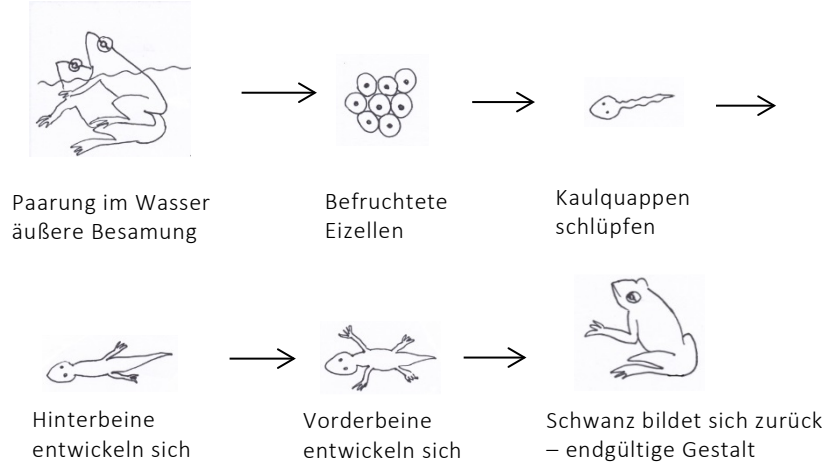 Paarung im Wasser
äußere Besamung
Befruchtete
Eizellen
Kaulquappen
schlüpfen
Hinterbeine
entwickeln sich
Vorderbeine
entwickeln sich
Schwanz bildet sich zurück
– endgültige Gestalt